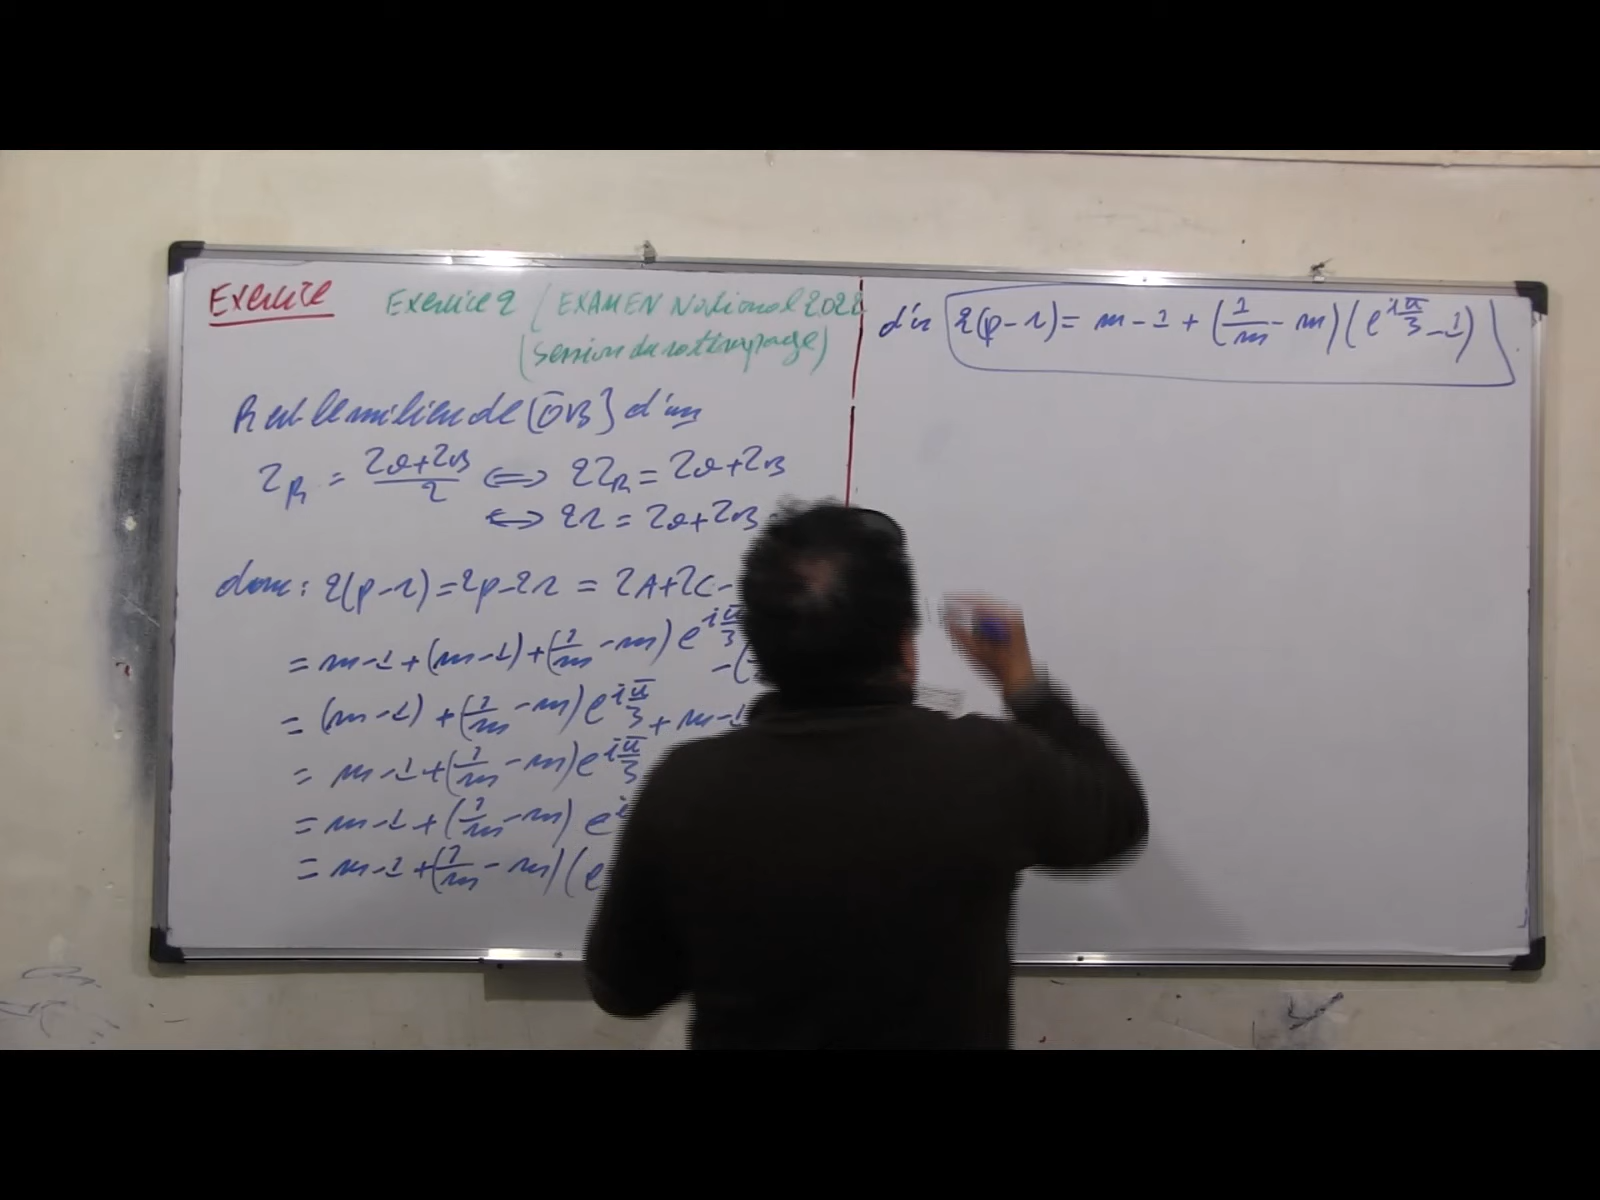 Exercice
Exercice 2 (EXAMEN National 2022
(Session de rattrapage)
R est le milieu de [OB] d'où
z_R = (z_O+z_B)/2 ⟺ 2z_R = z_O+z_B
⟺ 2r = z_O+z_B
donc : 2(p-r) = 2p-2r = z_A+z_C-
= m-1+(m-1)+(1/m-m)e^{iπ/3}
-(
= (m-1)+(1/m-m)e^{iπ/3}+m-1
= m-1+(1/m-m)e^{iπ/3}
= m-1+(1/m-m)e^i
= m-1+(1/m-m)(e
d'où 2(p-r) = m-1+(1/m-m)(e^{iπ/3}-1)